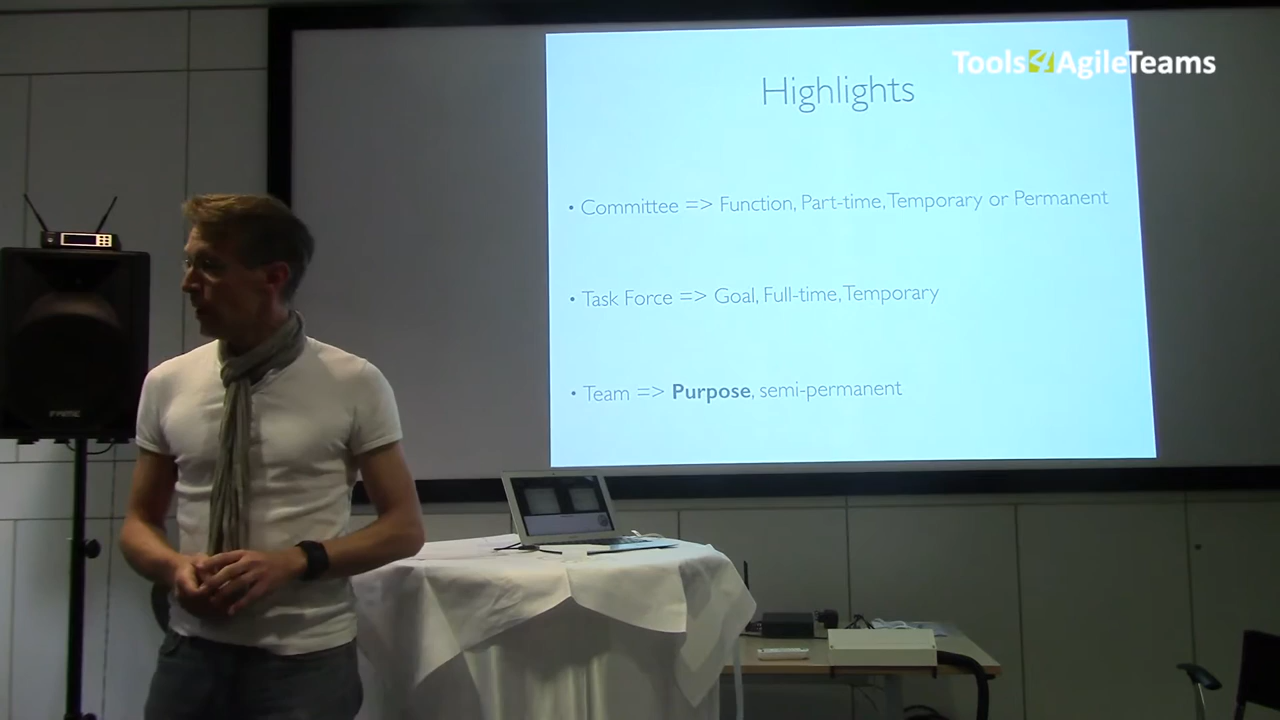 Tools4AgileTeams
Highlights
• Committee => Function, Part-time, Temporary or Permanent
• Task Force => Goal, Full-time, Temporary
• Team => Purpose, semi-permanent